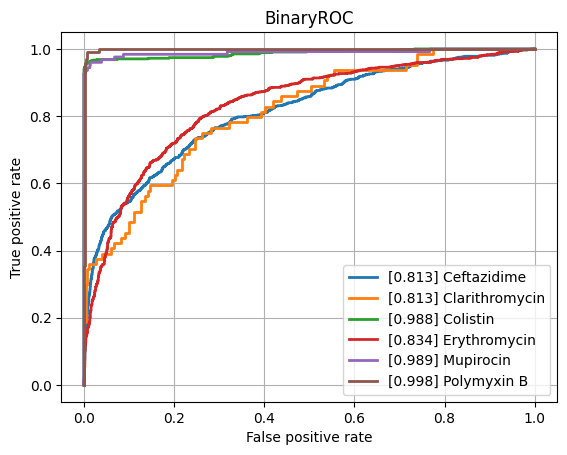 BinaryROC
True positive rate
1.0
0.8
0.6
0.4
0.2
0.0
[0.813] Ceftazidime
[0.813] Clarithromycin
[0.988] Colistin
[0.834] Erythromycin
[0.989] Mupirocin
[0.998] Polymyxin B
0.0 0.2 0.4 0.6 0.8 1.0
False positive rate